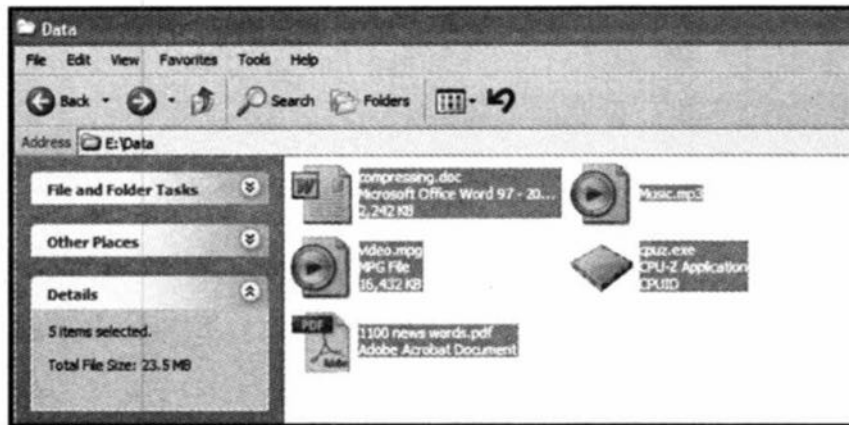 Data
File Edit View Favorites Tools Help
Back Search Folders
Address E:\Data
File and Folder Tasks
Other Places
Details
5 items selected.
Total File Size: 23.5 MB
compressing.doc
Microsoft Office Word 97 - 20...
2,242 KB
Music.mp3
video.mpg
MPG File
16,432 KB
cpuz.exe
CPU-Z Application
CPUID
1100 news words.pdf
Adobe Acrobat Document
W
PDF
Adobe